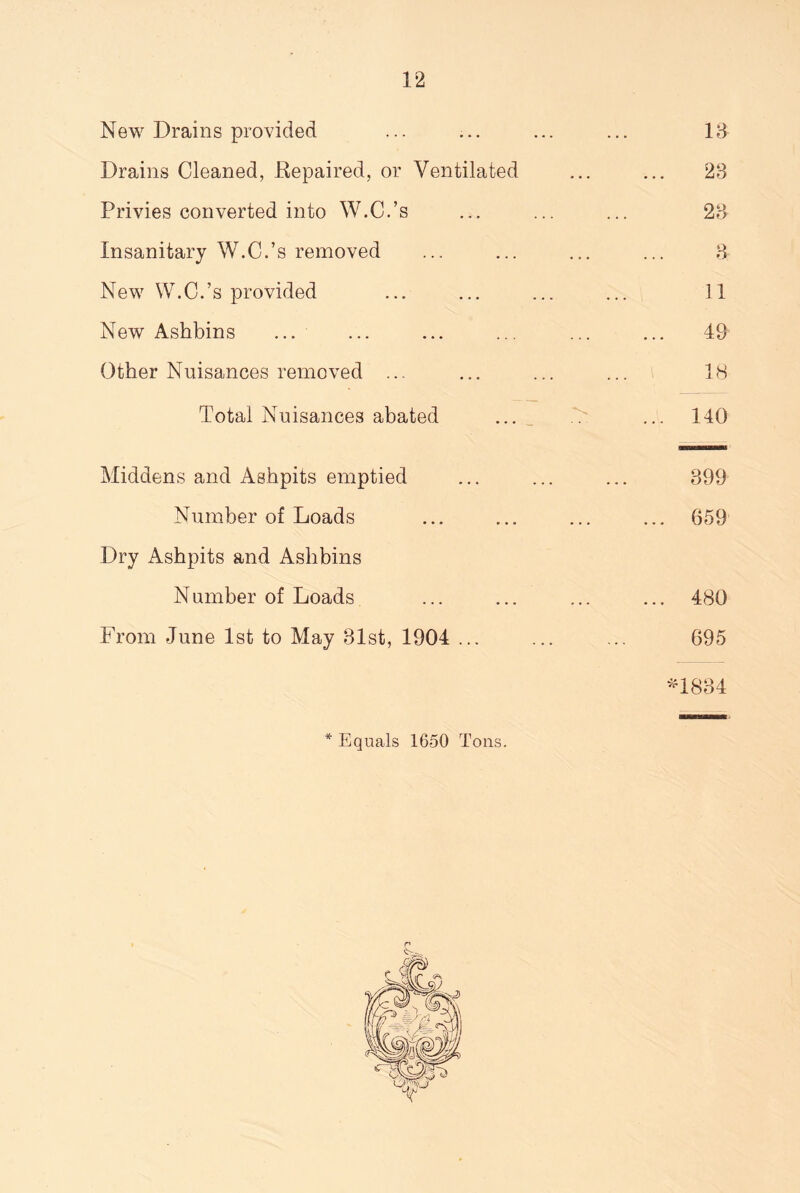 12
New Drains provided ... ... ... ... 13
Drains Cleaned, Repaired, or Ventilated ... ... 23
Privies converted into W.C.'s ... ... ... 23
Insanitary W.C.'s removed ... ... ... ... 3
New W.C.'s provided ... ... ... ... 11
New Ashbins ... ... ... ... ... ... 49
Other Nuisances removed ... ... ... ... 18
Total Nuisances abated ... ... ... 140
Middens and Ashpits emptied ... ... ... 399
Number of Loads ... ... ... ... 659
Dry Ashpits and Ashbins
Number of Loads ... ... ... ... 480
From June 1st to May 31st, 1904 ... ... ... 695
*1834
* Equals 1650 Tons.